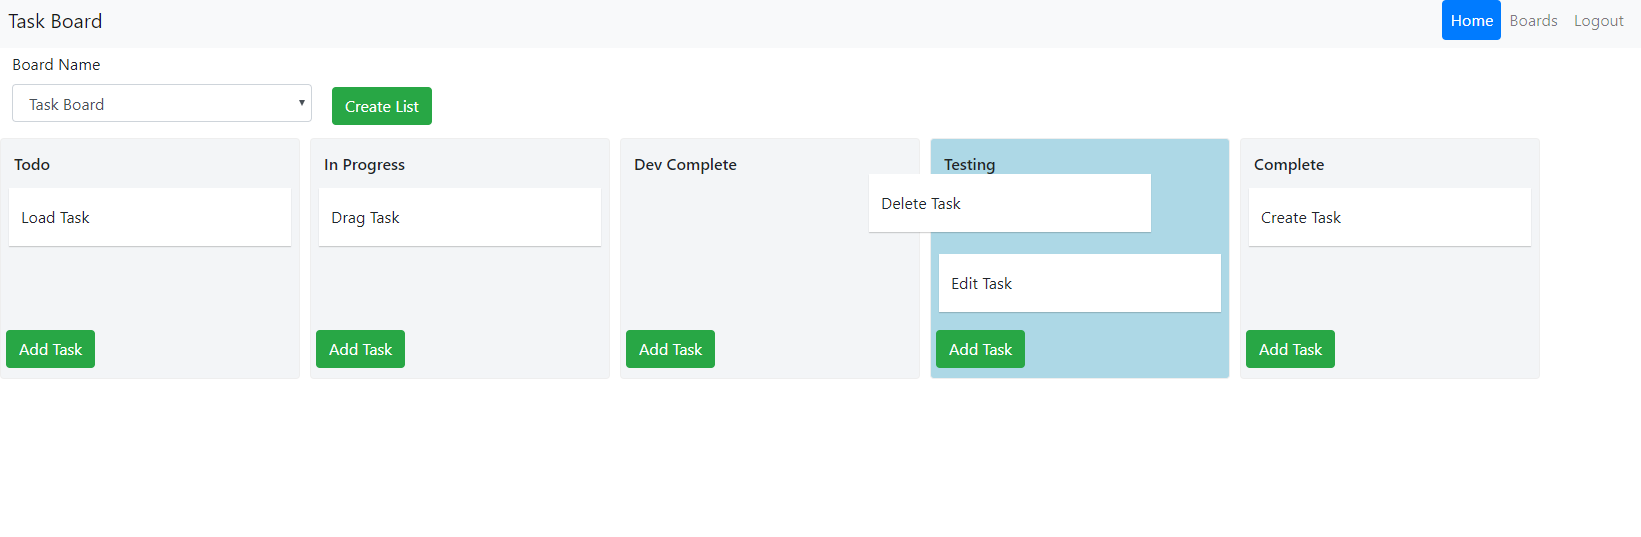 Task Board
Home Boards Logout
Board Name
Task Board
Create List
Todo
Load Task
Add Task
In Progress
Drag Task
Add Task
Dev Complete
Add Task
Testing
Delete Task
Edit Task
Add Task
Complete
Create Task
Add Task